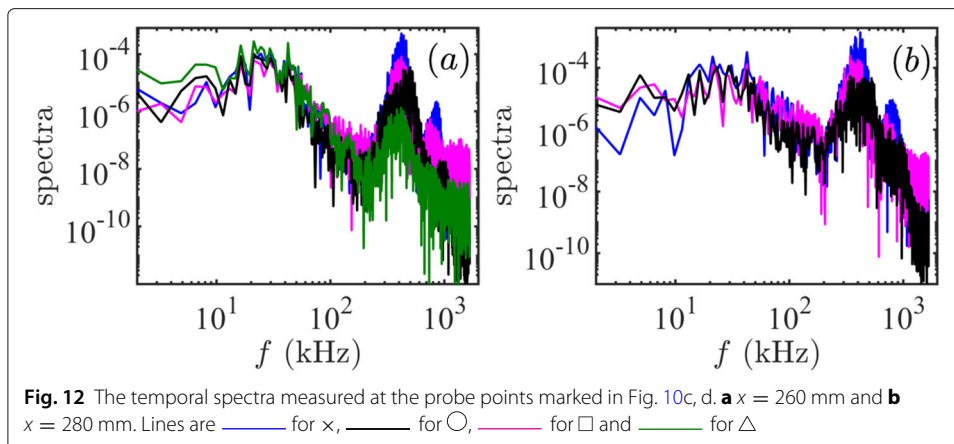 (a)
10^-4
10^-6
10^-8
10^-10
spectra
10^1 10^2 10^3
f (kHz)
(b)
10^-4
10^-6
10^-8
10^-10
spectra
10^1 10^2 10^3
f (kHz)
Fig. 12 The temporal spectra measured at the probe points marked in Fig. 10c, d. a x = 260 mm and b
x = 280 mm. Lines are —— for ×, —— for ○, —— for □ and —— for △